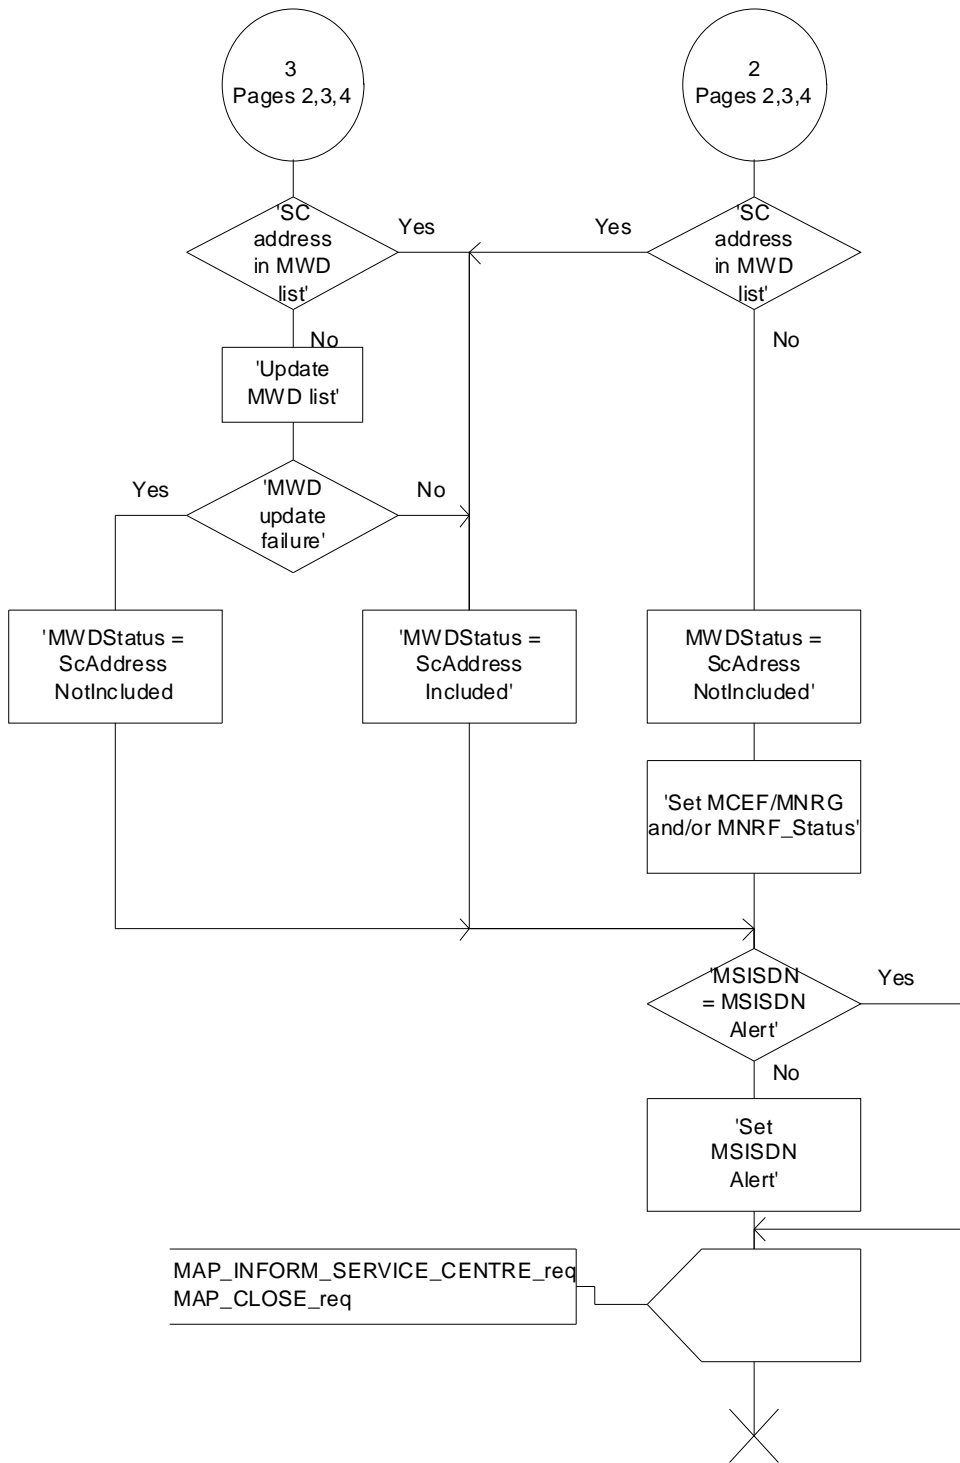 3
Pages 2,3,4
2
Pages 2,3,4
'SC
address
in MWD
list'
Yes
Yes
'SC
address
in MWD
list'
No
No
'Update
MWD list'
Yes
'MWD
update
failure'
No
'MWDStatus =
ScAddress
NotIncluded
'MWDStatus =
ScAddress
Included'
MWDStatus =
ScAdress
NotIncluded'
'Set MCEF/MNRG
and/or MNRF_Status'
'MSISDN
= MSISDN
Alert'
Yes
No
'Set
MSISDN
Alert'
MAP_INFORM_SERVICE_CENTRE_req
MAP_CLOSE_req